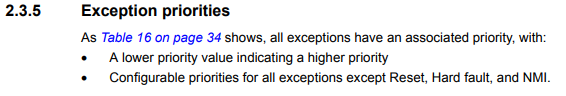 2.3.5 Exception priorities
As Table 16 on page 34 shows, all exceptions have an associated priority, with:
• A lower priority value indicating a higher priority
• Configurable priorities for all exceptions except Reset, Hard fault, and NMI.